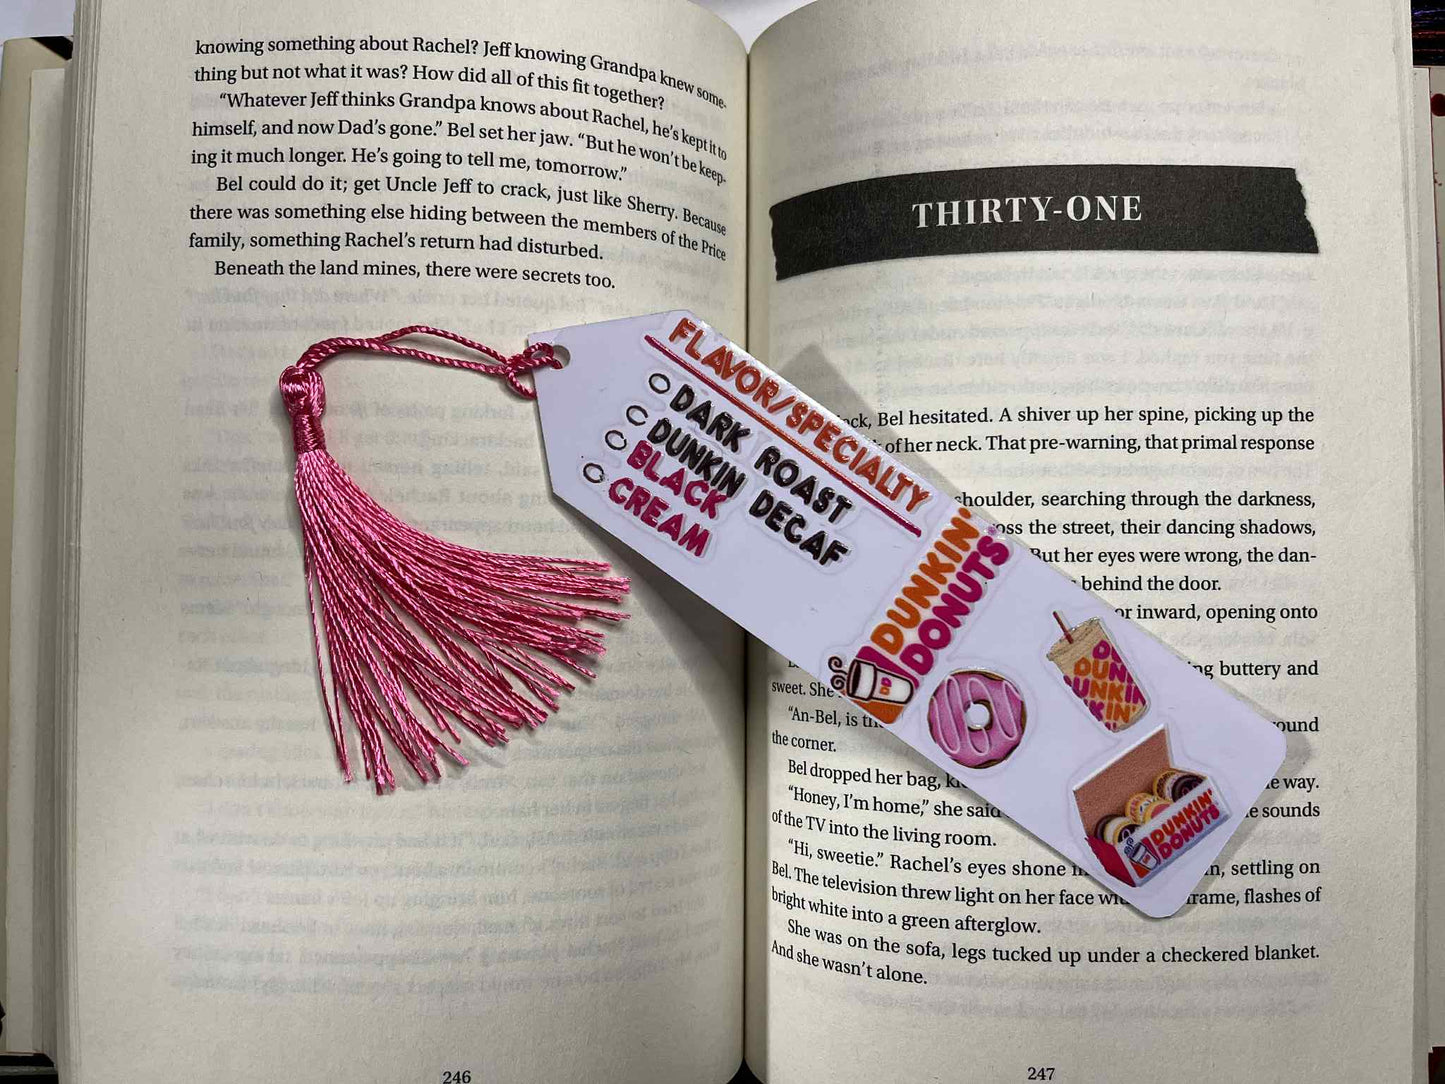 knowing something about Rachel? Jeff knowing Grandpa knew some-
thing but not what it was? How did all of this fit together?
“Whatever Jeff thinks Grandpa knows about Rachel, he’s kept it to
himself, and now Dad’s gone.” Bel set her jaw. “But he won’t be keep-
ing it much longer. He’s going to tell me, tomorrow.”
Bel could do it; get Uncle Jeff to crack, just like Sherry. Because
there was something else hiding between the members of the Price
family, something Rachel’s return had disturbed.
Beneath the land mines, there were secrets too.
246
FLAVOR/SPECIALTY
DARK ROAST
DUNKIN DECAF
BLACK
CREAM
DUNKIN'
DONUTS
DD
DUNKIN'
DUNKIN'
DONUTS
THIRTY-ONE
Bel hesitated. A shiver up her spine, picking up the
of her neck. That pre-warning, that primal response
shoulder, searching through the darkness,
the street, their dancing shadows,
But her eyes were wrong, the dan-
behind the door.
inward, opening onto
buttery and
sweet. She
“An-Bel, is
the corner.
Bel dropped her bag,
way.
“Honey, I’m home,” she said
sounds
of the TV into the living room.
“Hi, sweetie.” Rachel’s eyes shone
settling on
Bel. The television threw light on her face
frame, flashes of
bright white into a green afterglow.
She was on the sofa, legs tucked up under a checkered blanket.
And she wasn’t alone.
247